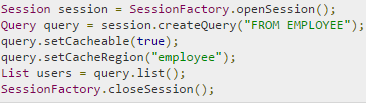 Session session = SessionFactory.openSession();
Query query = session.createQuery("FROM EMPLOYEE");
query.setCacheable(true);
query.setCacheRegion("employee");
List users = query.list();
SessionFactory.closeSession();